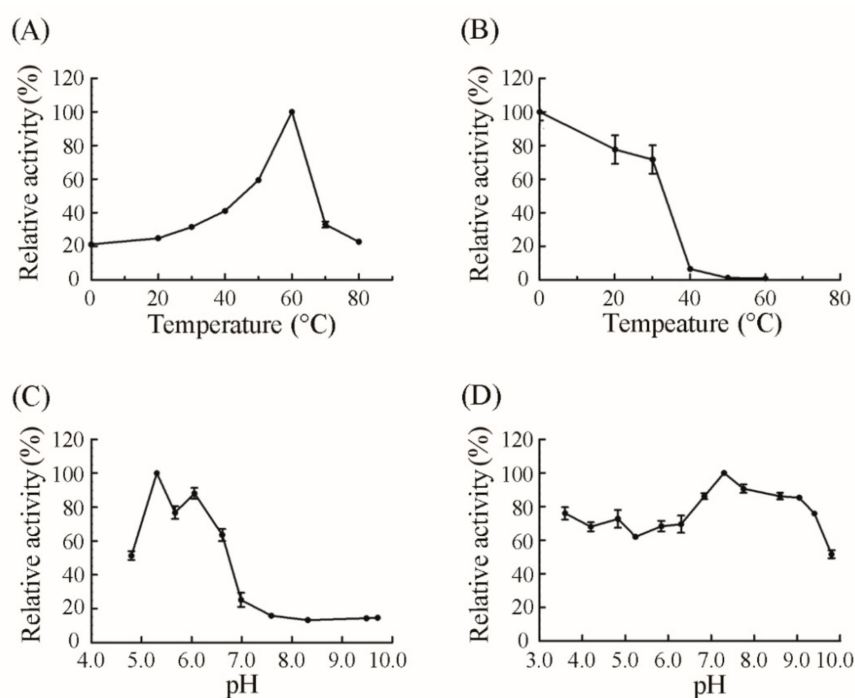 (A)
Relative activity (%)
120
100
80
60
40
20
0
0 20 40 60 80
Temperature (°C)
(B)
Relative activity (%)
120
100
80
60
40
20
0
0 20 40 60 80
Tempeature (°C)
(C)
Relative activity (%)
120
100
80
60
40
20
0
4.0 5.0 6.0 7.0 8.0 9.0 10.0
pH
(D)
Relative activity (%)
120
100
80
60
40
20
0
3.0 4.0 5.0 6.0 7.0 8.0 9.0 10.0
pH